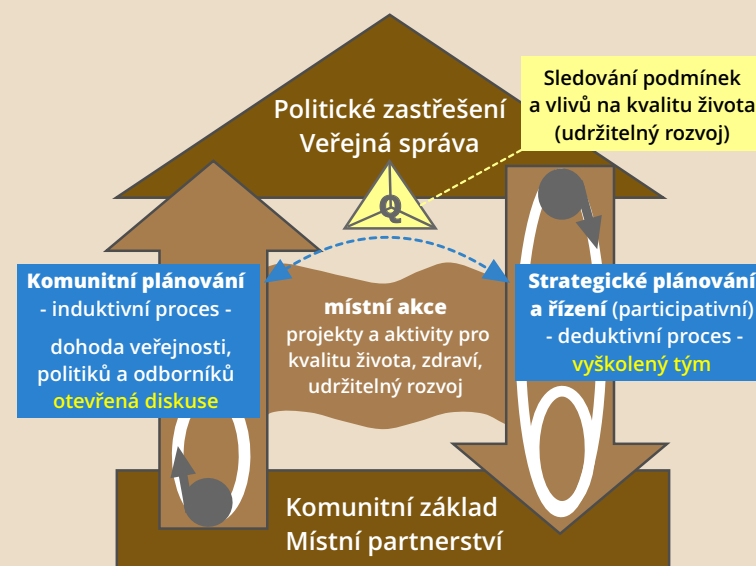 Politické zastřešení
Veřejná správa
Sledování podmínek
a vlivů na kvalitu života
(udržitelný rozvoj)
Q
Komunitní plánování
- induktivní proces -
dohoda veřejnosti,
politiků a odborníků
otevřená diskuse
místní akce
projekty a aktivity pro
kvalitu života, zdraví,
udržitelný rozvoj
Strategické plánování
a řízení (participativní)
- deduktivní proces -
vyškolený tým
Komunitní základ
Místní partnerství